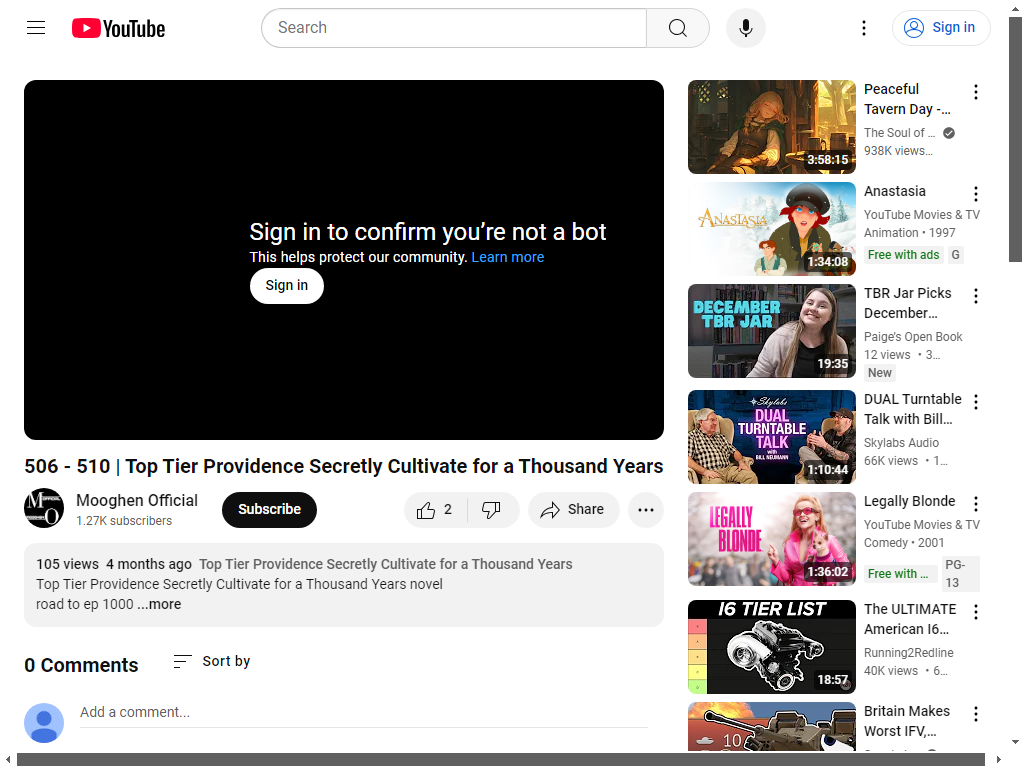 YouTube
Search
Sign in
Sign in to confirm you’re not a bot
This helps protect our community. Learn more
Sign in
506 - 510 | Top Tier Providence Secretly Cultivate for a Thousand Years
Mooghen Official
1.27K subscribers
Subscribe
2
Share
105 views 4 months ago Top Tier Providence Secretly Cultivate for a Thousand Years
Top Tier Providence Secretly Cultivate for a Thousand Years novel
road to ep 1000 ...more
0 Comments
Sort by
Add a comment...
3:58:15
Peaceful
Tavern Day -...
The Soul of ...
938K views...
ANASTASIA
1:34:08
Anastasia
YouTube Movies & TV
Animation • 1997
Free with ads G
DECEMBER
TBR JAR
19:35
TBR Jar Picks
December...
Paige's Open Book
12 views • 3...
New
Skylabs
DUAL
TURNTABLE
TALK
with
BILL NEUMANN
1:10:44
DUAL Turntable
Talk with Bill...
Skylabs Audio
66K views • 1...
LEGALLY
BLONDE
1:36:02
Legally Blonde
YouTube Movies & TV
Comedy • 2001
Free with ...
PG-
13
I6 TIER LIST
18:57
The ULTIMATE
American I6...
Running2Redline
40K views • 6...
10
Britain Makes
Worst IFV,...